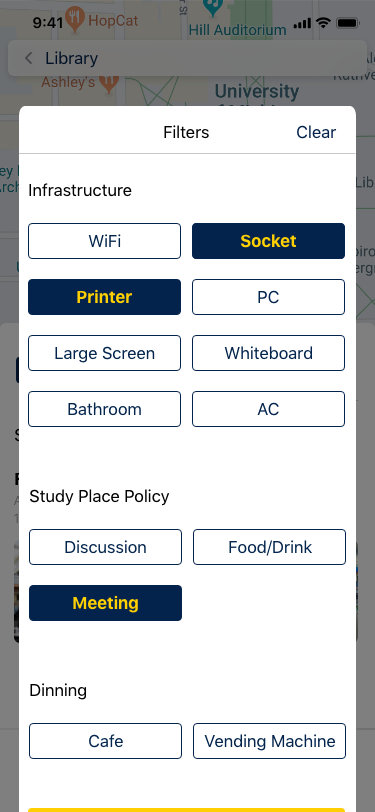 9:41
HopCat
Hill Auditorium
Library
Ashley's
University
Filters
Clear
Infrastructure
WiFi
Socket
Printer
PC
Large Screen
Whiteboard
Bathroom
AC
Study Place Policy
Discussion
Food/Drink
Meeting
Dinning
Cafe
Vending Machine